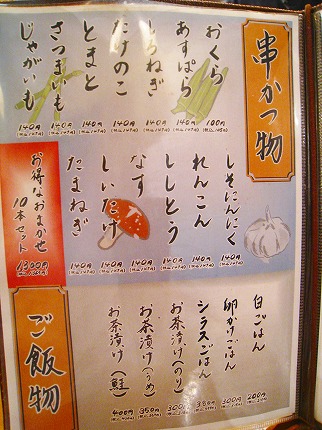 串かつ物
おくら
100円
あすぱら
140円
しろねぎ
140円
たけのこ
140円
とまと
140円
さつまいも
140円
じゃがいも
140円
しそにんにく
140円
れんこん
140円
ししとう
140円
なす
140円
しいたけ
140円
たまねぎ
140円
お得なおまかせ
10本セット
1300円
ご飯物
白ごはん
200円
卵かけごはん
300円
シラスごはん
350円
お茶漬け(のり)
300円
お茶漬け(うめ)
350円
お茶漬け(鮭)
400円